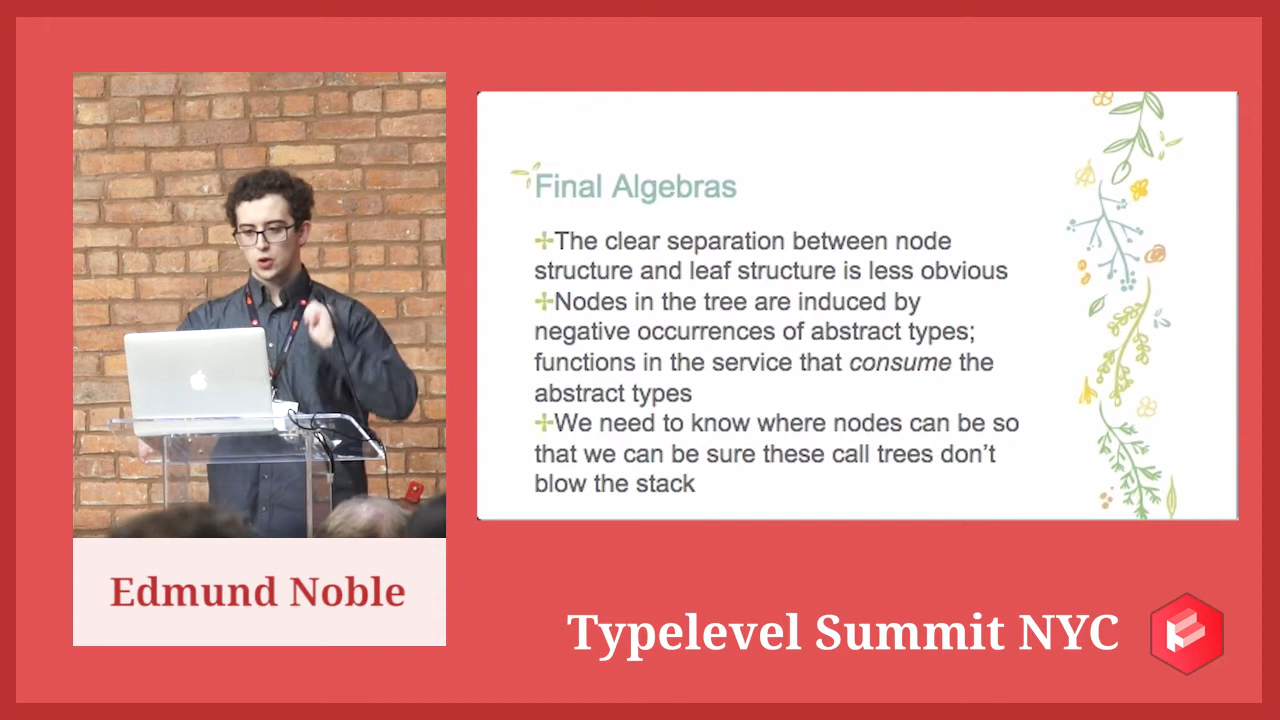 Final Algebras
✢The clear separation between node
structure and leaf structure is less obvious
✢Nodes in the tree are induced by
negative occurrences of abstract types;
functions in the service that consume the
abstract types
✢We need to know where nodes can be so
that we can be sure these call trees don’t
blow the stack
Edmund Noble
Typelevel Summit NYC